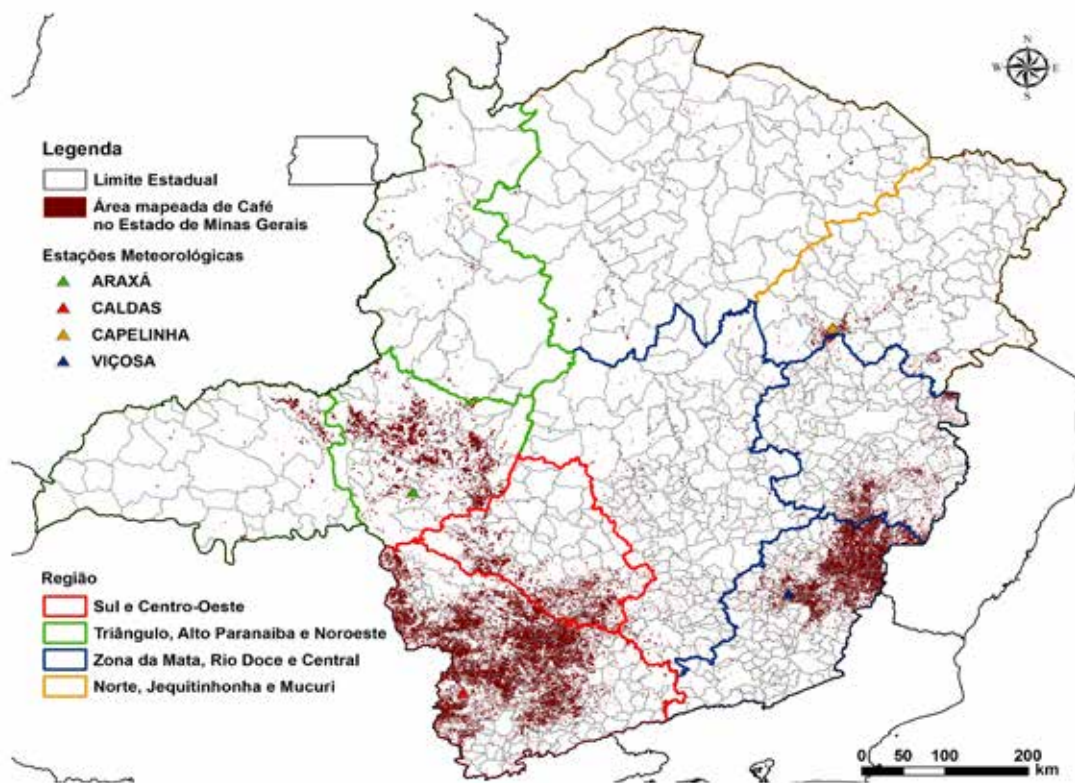 N
W E
S
Legenda
Limite Estadual
Área mapeada de Café
no Estado de Minas Gerais
Estações Meteorológicas
ARAXÁ
CALDAS
CAPELINHA
VIÇOSA
Região
Sul e Centro-Oeste
Triângulo, Alto Paranaiba e Noroeste
Zona da Mata, Rio Doce e Central
Norte, Jequitinhonha e Mucuri
0 50 100 200
km